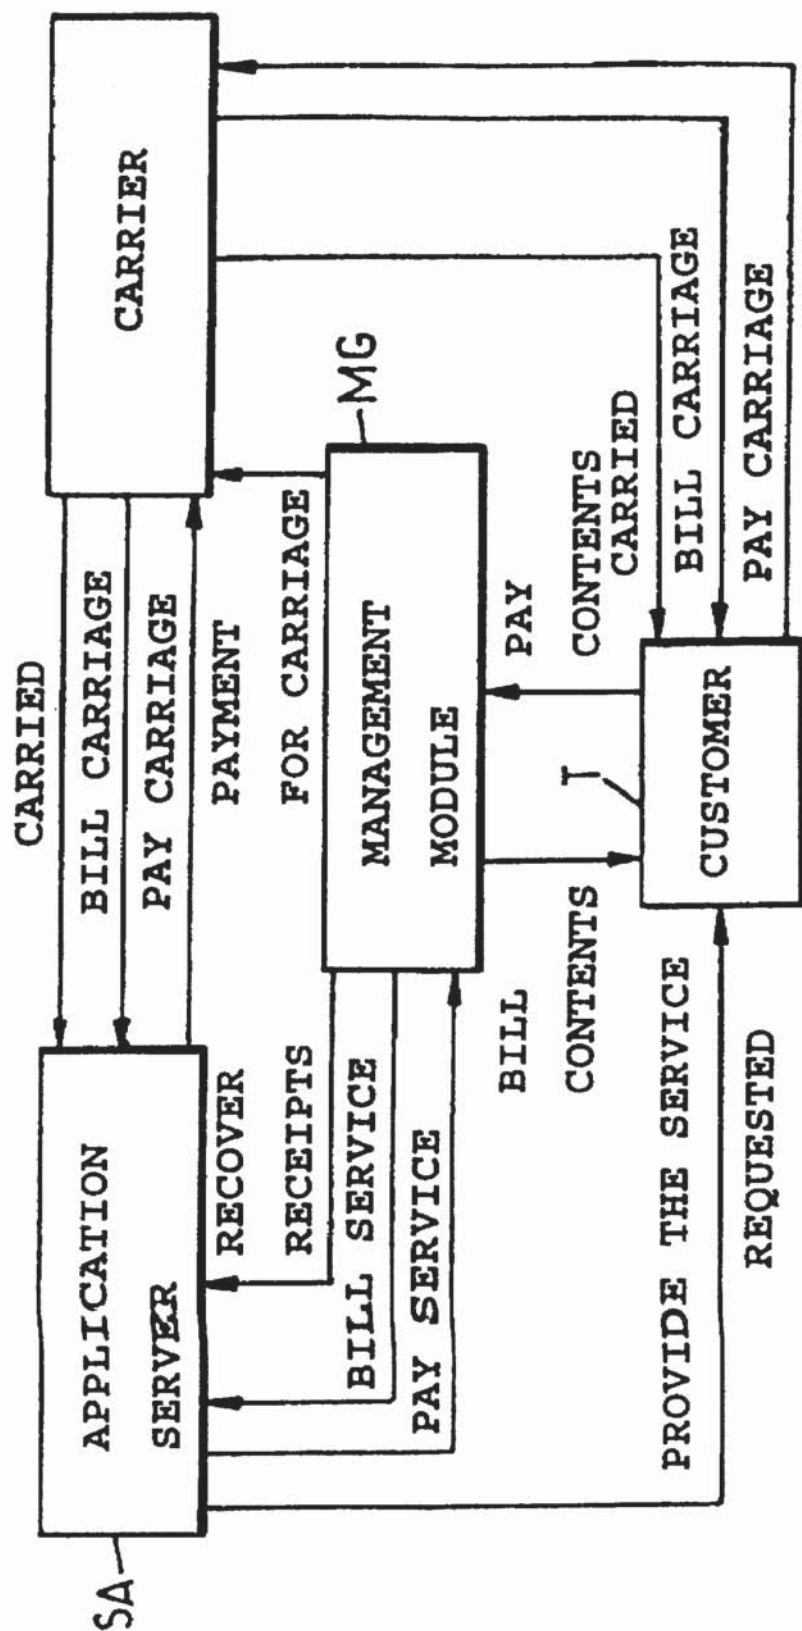 CARRIED
BILL CARRIAGE
PAY CARRIAGE
PAYMENT
FOR CARRIAGE
SA
APPLICATION
SERVER
CARRIER
RECOVER
RECEIPTS
BILL SERVICE
PAY SERVICE
MG
MANAGEMENT
MODULE
BILL
CONTENTS
PAY
CONTENTS
CARRIED
BILL CARRIAGE
PAY CARRIAGE
T
CUSTOMER
PROVIDE THE SERVICE
REQUESTED